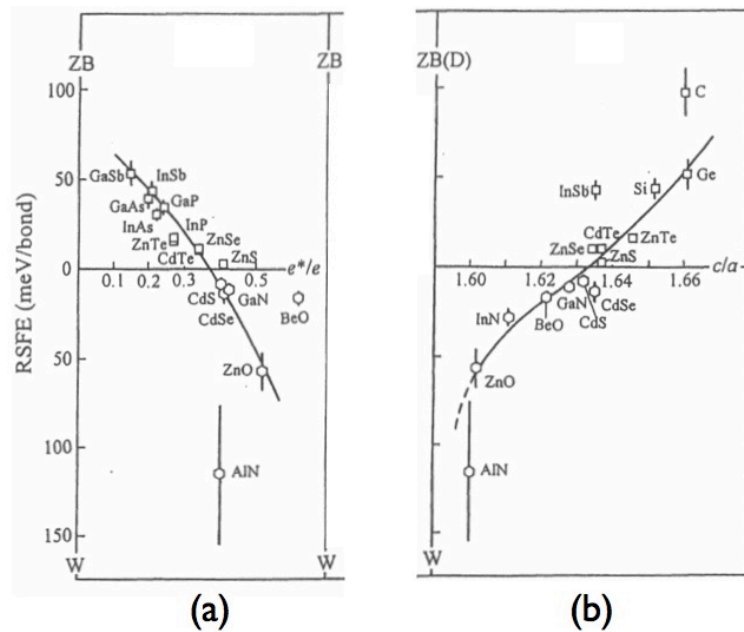 ZB ZB ZB(D)
100
C
50
GaSb InSb
GaAs GaP
InAs InP
ZnTe ZnSe
CdTe ZnS
InSb Si Ge
CdTe
ZnSe ZnTe
ZnS
0
0.1 0.2 0.3 0.5 e*/e
1.60 1.62 1.64 1.66 c/a
CdS GaN
CdSe BeO
InN BeO GaN CdS CdSe
50
ZnO
ZnO
100
AlN
AlN
150
W W W
RSFE (meV/bond)
(a) (b)